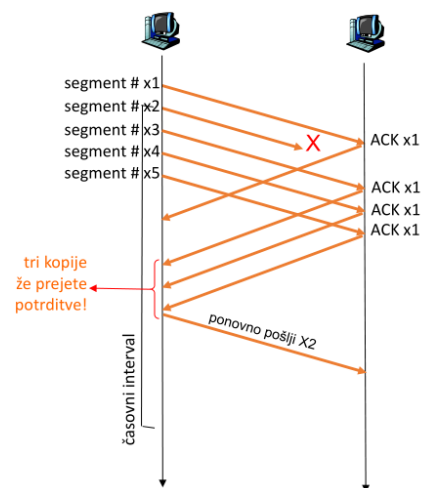 segment # x1
segment # x2
segment # x3
segment # x4
segment # x5
X
ACK x1
ACK x1
ACK x1
ACK x1
tri kopije
že prejete
potrditve!
ponovno pošlji X2
časovni interval